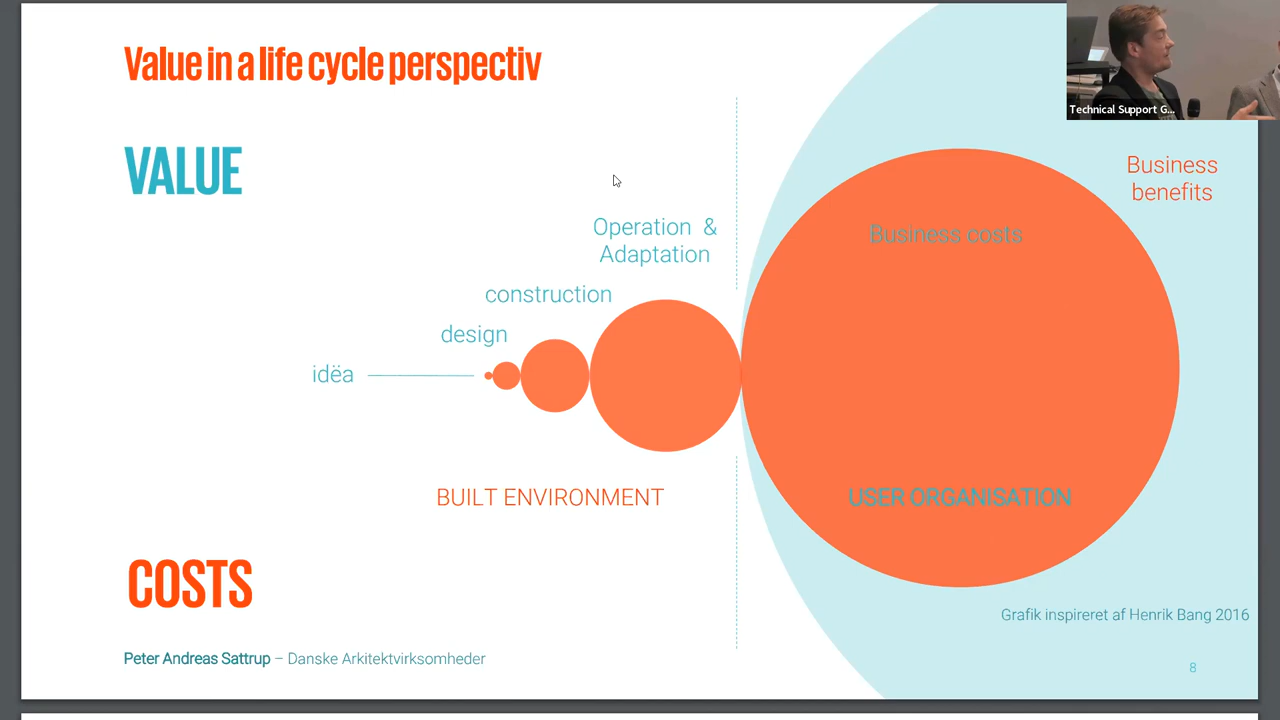 Value in a life cycle perspectiv
Technical Support G...
VALUE
Business
benefits
Operation & 
Adaptation
Business costs
construction
design
idëa
BUILT ENVIRONMENT
USER ORGANISATION
COSTS
Grafik inspireret af Henrik Bang 2016
Peter Andreas Sattrup – Danske Arkitektvirksomheder
8